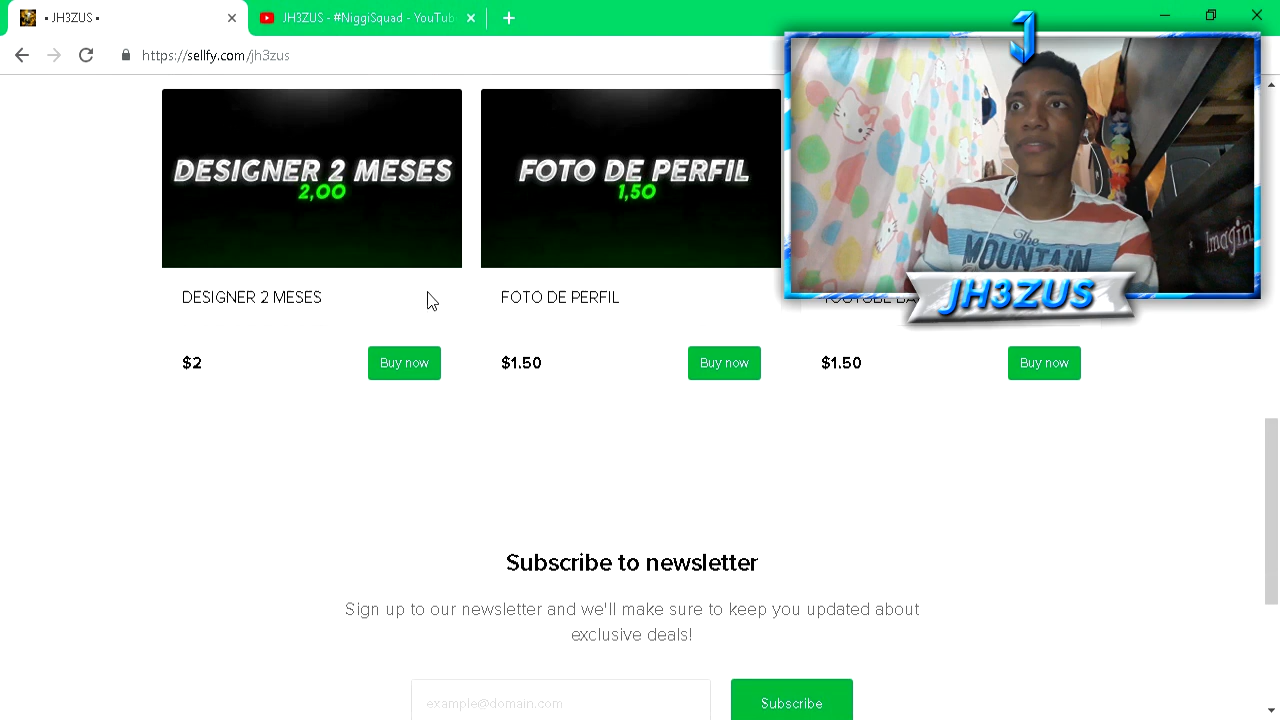 • JH3ZUS •
JH3ZUS - #NiggiSquad - YouTub
https://sellfy.com/jh3zus
DESIGNER 2 MESES
2,00
FOTO DE PERFIL
1,50
J
The
MOUNTAIN
Imagin
JH3ZUS
DESIGNER 2 MESES
FOTO DE PERFIL
YOUTUBE BA
$2
Buy now
$1.50
Buy now
$1.50
Buy now
Subscribe to newsletter
Sign up to our newsletter and we'll make sure to keep you updated about
exclusive deals!
example@domain.com
Subscribe